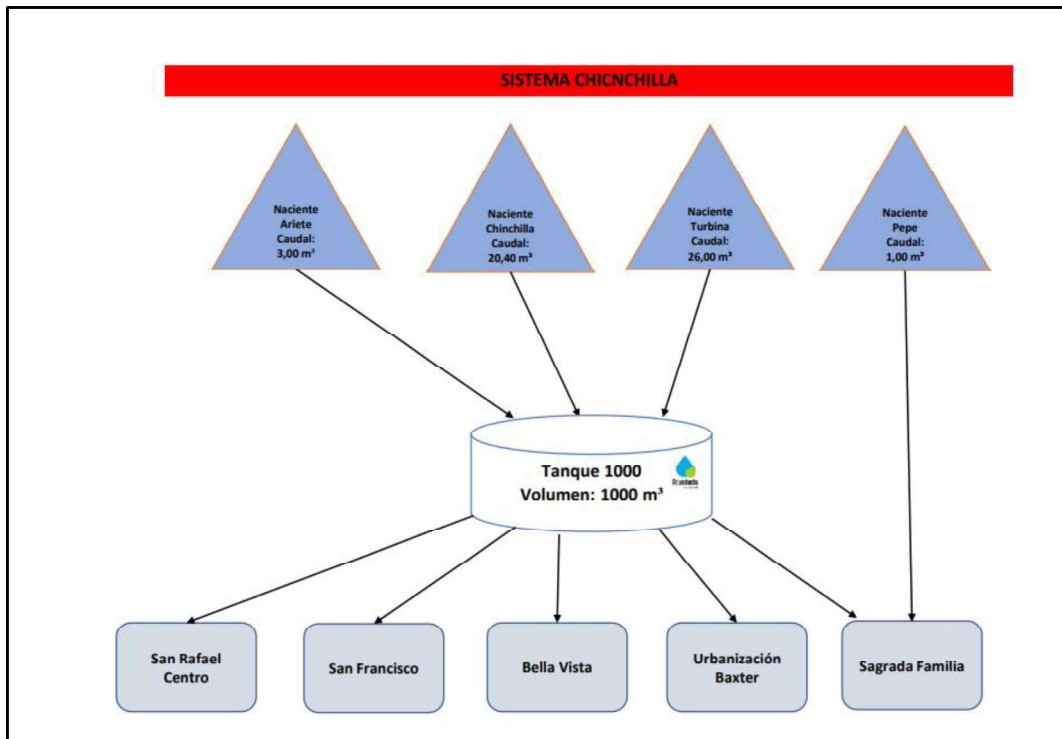 SISTEMA CHICNCHILLA
Naciente
Ariete
Caudal:
3,00 m³
Naciente
Chinchilla
Caudal:
20,40 m³
Naciente
Turbina
Caudal:
26,00 m³
Naciente
Pepe
Caudal:
1,00 m³
Tanque 1000
Volumen: 1000 m³
San Rafael
Centro
San Francisco
Bella Vista
Urbanización
Baxter
Sagrada Familia